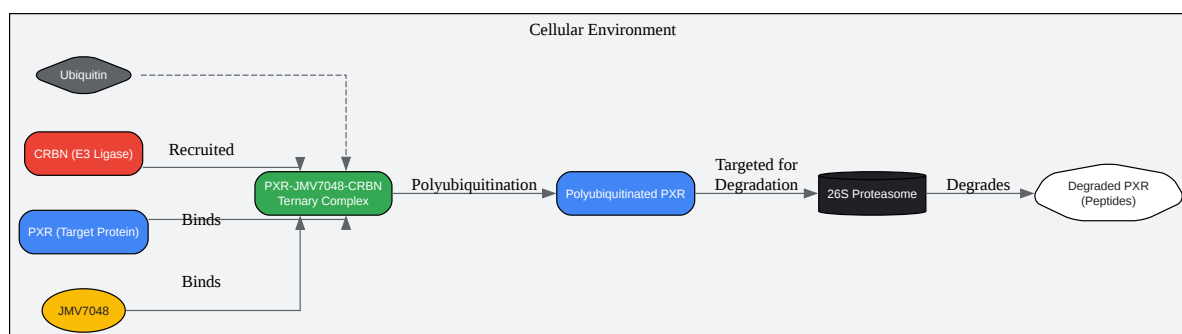 Cellular Environment
Ubiquitin
CRBN (E3 Ligase)
Recruited
PXR (Target Protein)
Binds
JMV7048
Binds
PXR-JMV7048-CRBN
Ternary Complex
Polyubiquitination
Polyubiquitinated PXR
Targeted for
Degradation
26S Proteasome
Degrades
Degraded PXR
(Peptides)